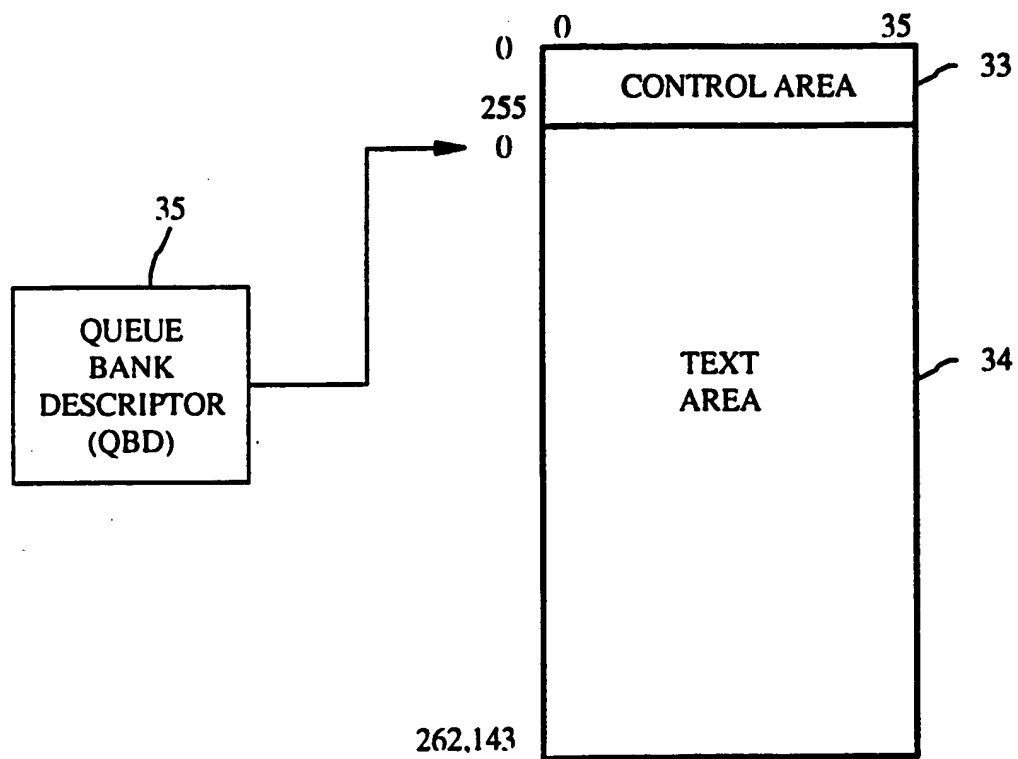 0 35
0
CONTROL AREA 33
255
0
35
QUEUE
BANK
DESCRIPTOR
(QBD)
TEXT
AREA
34
262,143